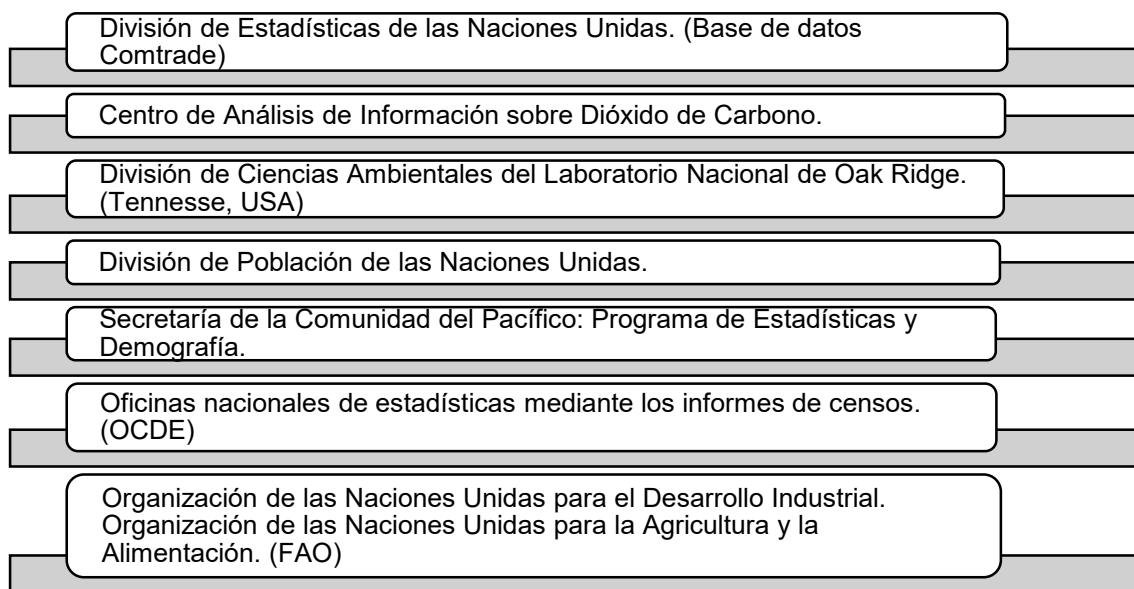 División de Estadísticas de las Naciones Unidas. (Base de datos
Comtrade)
Centro de Análisis de Información sobre Dióxido de Carbono.
División de Ciencias Ambientales del Laboratorio Nacional de Oak Ridge.
(Tennesse, USA)
División de Población de las Naciones Unidas.
Secretaría de la Comunidad del Pacífico: Programa de Estadísticas y
Demografía.
Oficinas nacionales de estadísticas mediante los informes de censos.
(OCDE)
Organización de las Naciones Unidas para el Desarrollo Industrial.
Organización de las Naciones Unidas para la Agricultura y la
Alimentación. (FAO)